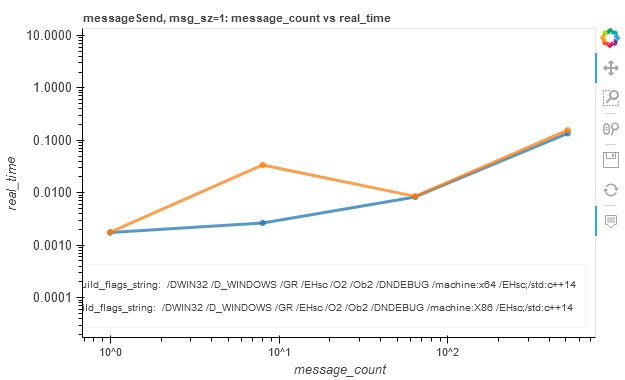 messageSend, msg_sz=1: message_count vs real_time
10.0000
1.0000
0.1000
0.0100
0.0010
0.0001
real_time
uild_flags_string: /DWIN32 /D_WINDOWS /GR /EHsc /O2 /Ob2 /DNDEBUG /machine:x64 /EHsc;/std:c++14
ild_flags_string: /DWIN32 /D_WINDOWS /GR /EHsc /O2 /Ob2 /DNDEBUG /machine:X86 /EHsc;/std:c++14
10^0 10^1 10^2
message_count